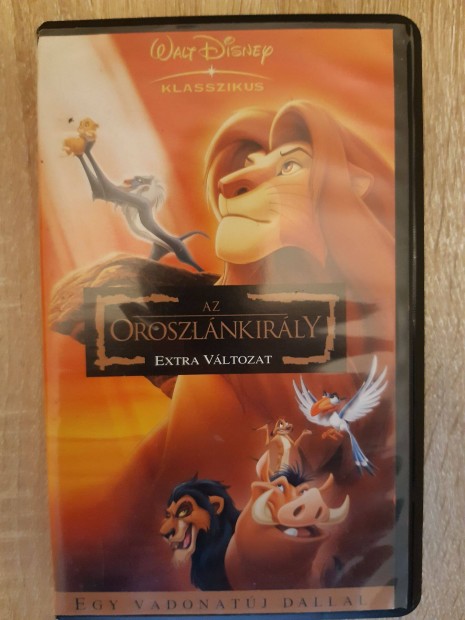 WALT DISNEY
KLASSZIKUS
AZ
OROSZLÁNKIRÁLY
EXTRA VÁLTOZAT
EGY VADONATÚJ DALLAL